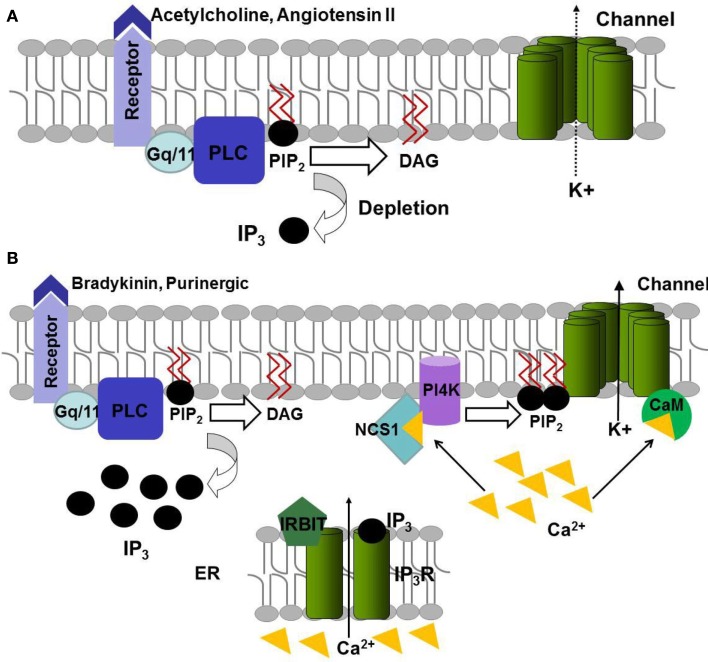 A
Acetylcholine, Angiotensin II
Channel
Receptor
Gq/11
PLC
PIP₂
DAG
K+
IP₃
Depletion
B
Bradykinin, Purinergic
Channel
Receptor
Gq/11
PLC
PIP₂
DAG
NCS1
PI4K
PIP₂
K+
CaM
IP₃
Ca²⁺
IRBIT
IP₃
ER
IP₃R
Ca²⁺